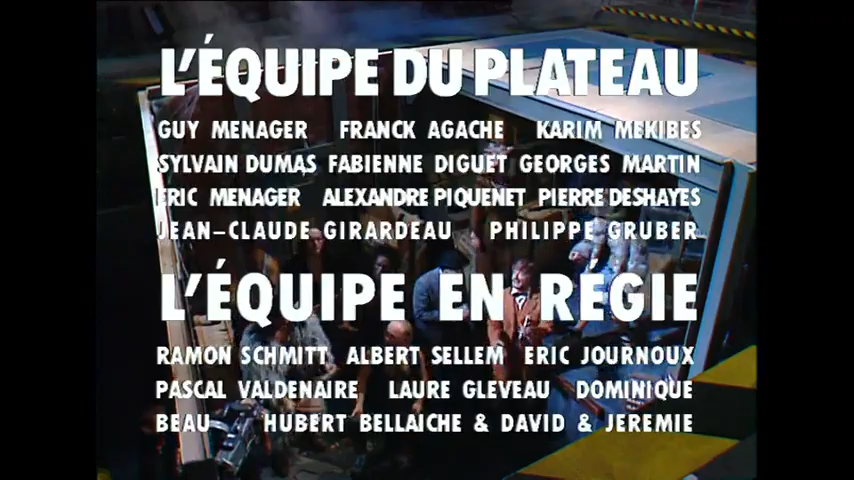 L'ÉQUIPE DU PLATEAU
GUY MENAGER FRANCK AGACHE KARIM MEKIBES
SYLVAIN DUMAS FABIENNE DIGUET GEORGES MARTIN
ERIC MENAGER ALEXANDRE PIQUENET PIERRE DESHAYES
JEAN-CLAUDE GIRARDEAU PHILIPPE GRUBER
L'ÉQUIPE EN RÉGIE
RAMON SCHMITT ALBERT SELLEM ERIC JOURNOUX
PASCAL VALDENAIRE LAURE GLEVEAU DOMINIQUE
BEAU HUBERT BELLAICHE & DAVID & JEREMIE